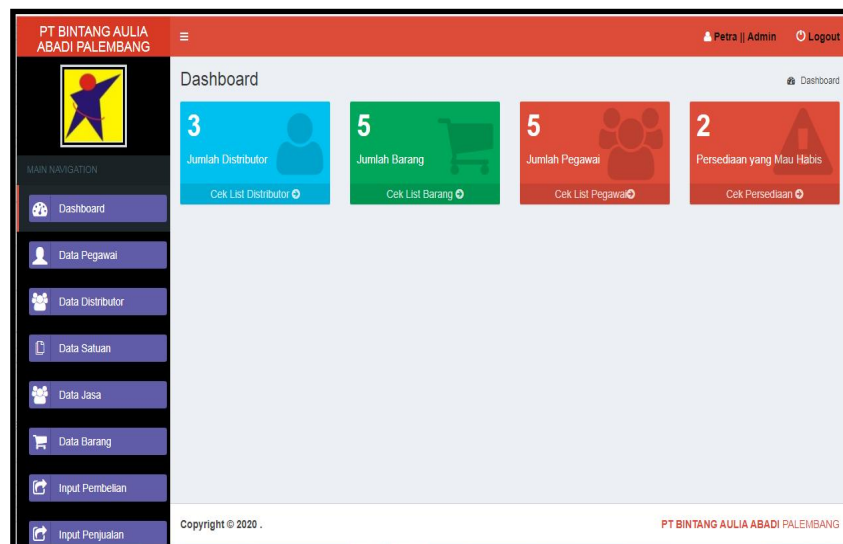 PT BINTANG AULIA
ABADI PALEMBANG
Petra || Admin
Logout
MAIN NAVIGATION
Dashboard
Data Pegawai
Data Distributor
Data Satuan
Data Jasa
Data Barang
Input Pembelian
Input Penjualan
Dashboard
Dashboard
3
Jumlah Distributor
Cek List Distributor
5
Jumlah Barang
Cek List Barang
5
Jumlah Pegawai
Cek List Pegawai
2
Persediaan yang Mau Habis
Cek Persediaan
Copyright © 2020 .
PT BINTANG AULIA ABADI PALEMBANG